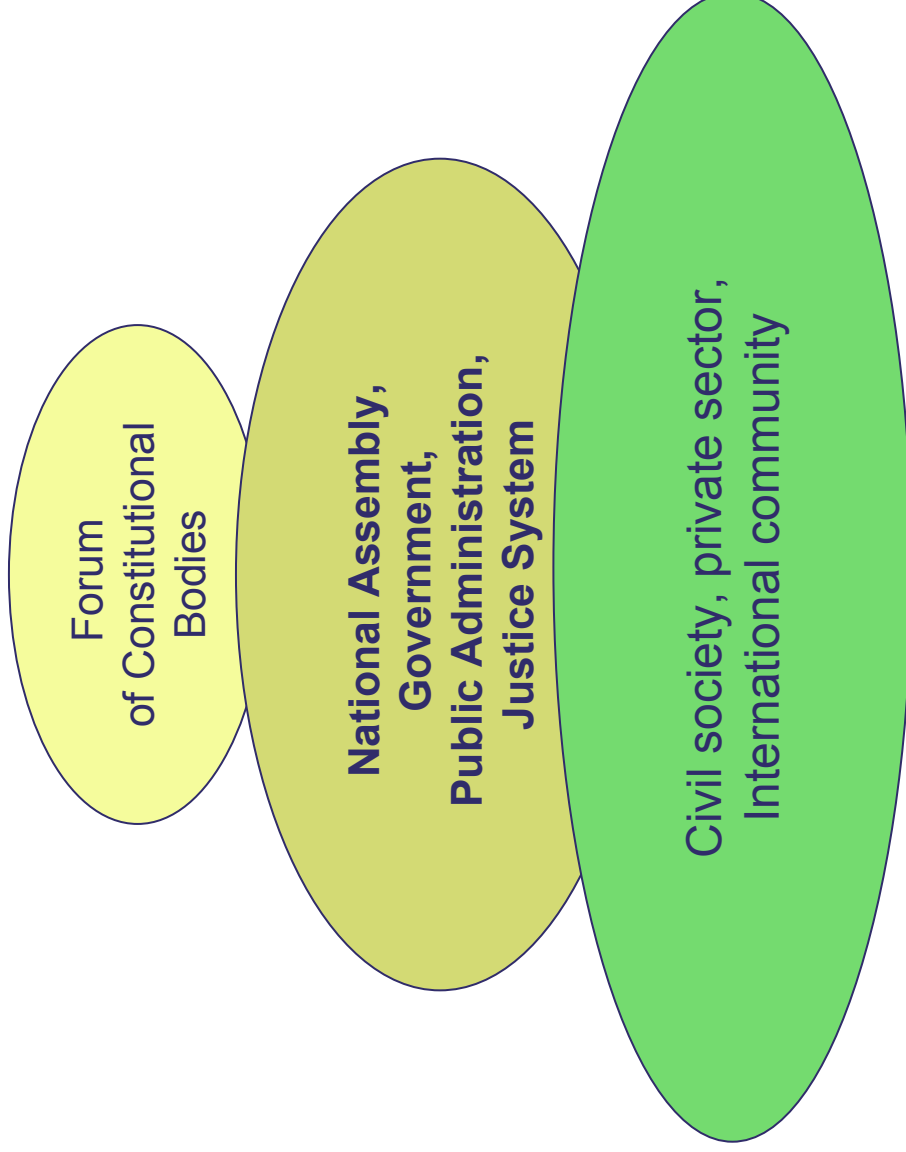 Forum
of Constitutional
Bodies
National Assembly,
Government,
Public Administration,
Justice System
Civil society, private sector,
International community